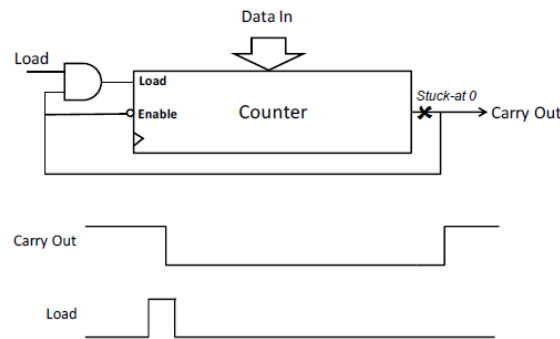 Data In
Load
Load
Stuck-at 0
Enable
Counter
Carry Out
Carry Out
Load